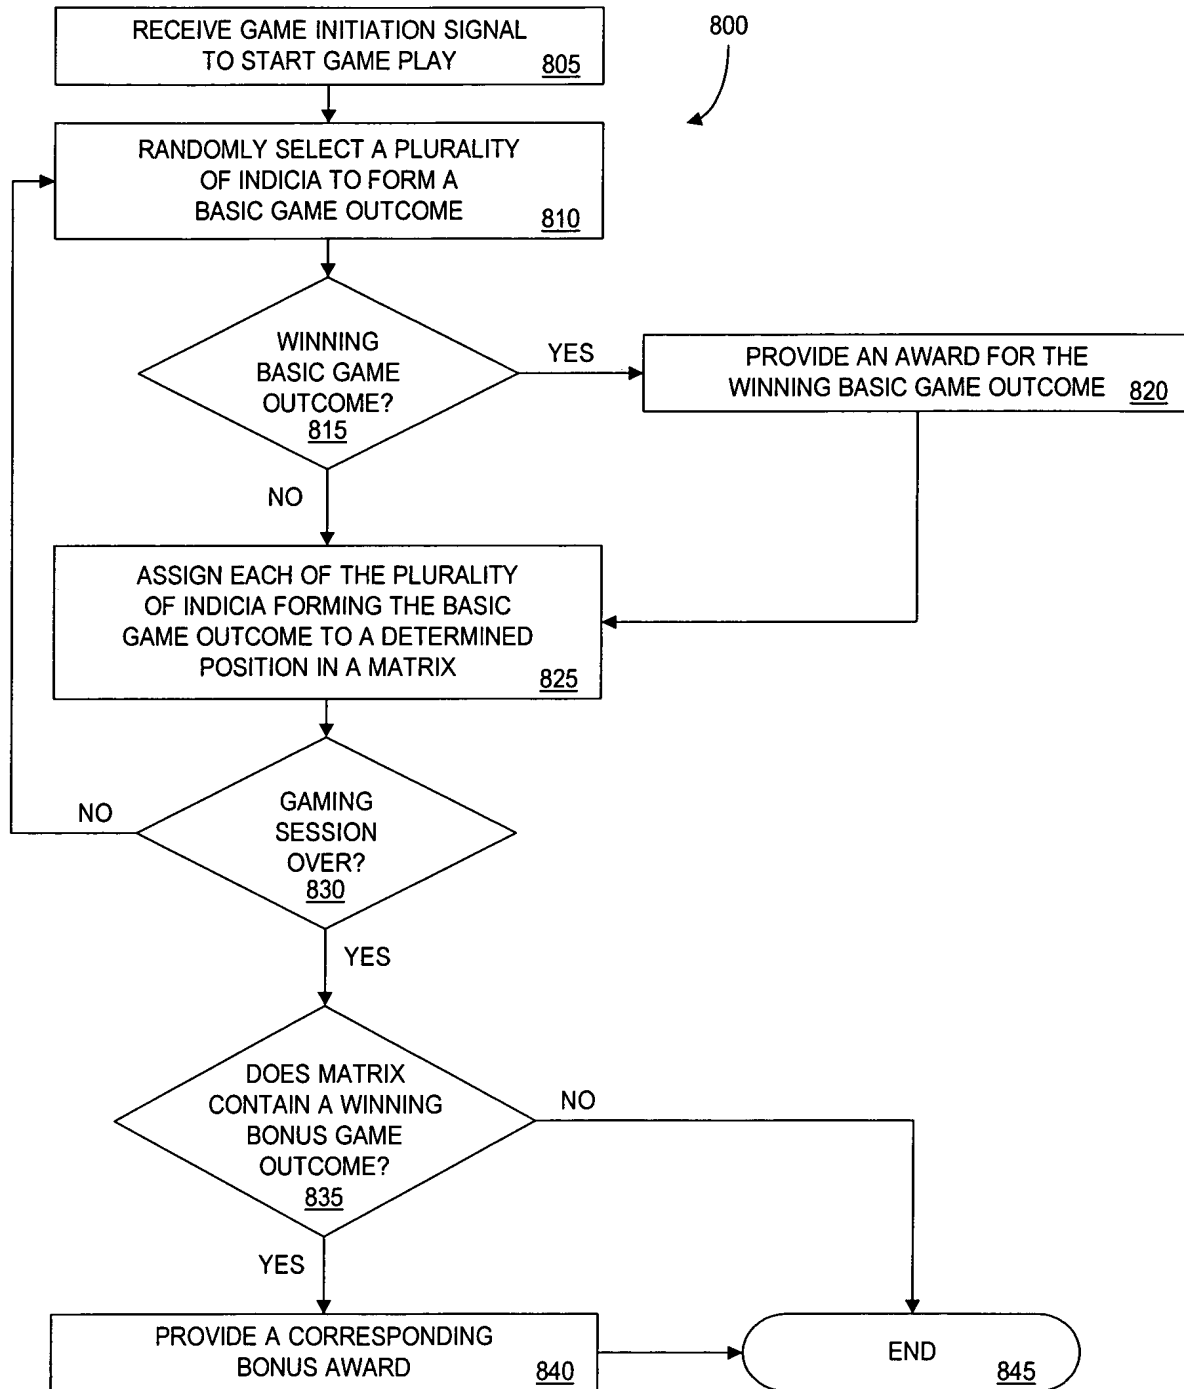 RECEIVE GAME INITIATION SIGNAL
TO START GAME PLAY
805
800
RANDOMLY SELECT A PLURALITY
OF INDICIA TO FORM A
BASIC GAME OUTCOME
810
WINNING
BASIC GAME
OUTCOME?
815
YES
PROVIDE AN AWARD FOR THE
WINNING BASIC GAME OUTCOME
820
NO
ASSIGN EACH OF THE PLURALITY
OF INDICIA FORMING THE BASIC
GAME OUTCOME TO A DETERMINED
POSITION IN A MATRIX
825
NO
GAMING
SESSION
OVER?
830
YES
DOES MATRIX
CONTAIN A WINNING
BONUS GAME
OUTCOME?
835
NO
YES
PROVIDE A CORRESPONDING
BONUS AWARD
840
END
845